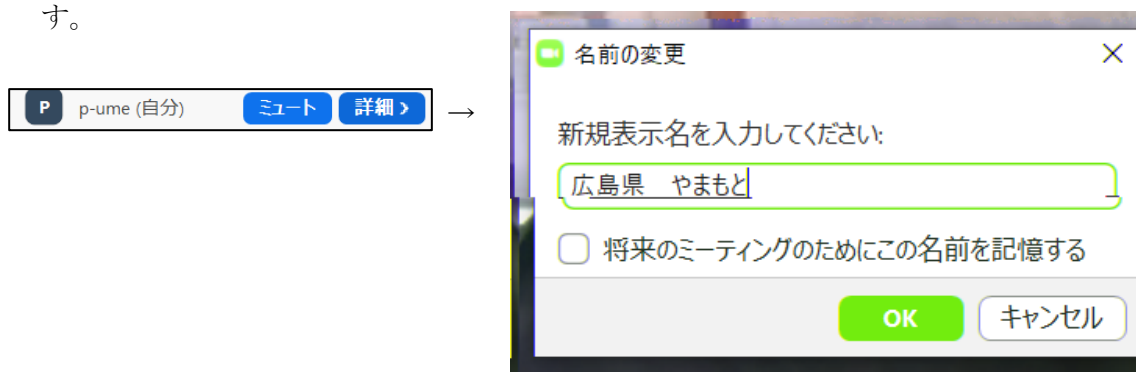 す。
P p-ume (自分) ミュート 詳細 > →
名前の変更
新規表示名を入力してください:
広島県　やまもと
将来のミーティングのためにこの名前を記憶する
OK キャンセル